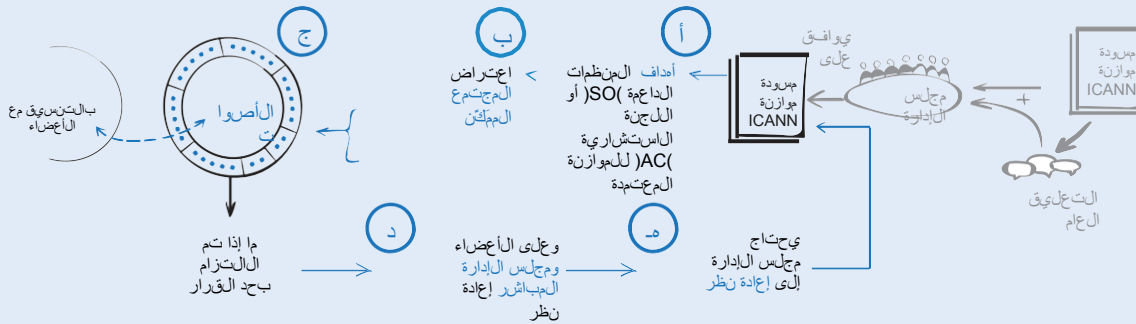 مسودة
موازنة
ICANN
+
التعليق
العام
يوافق
على
مجلس
الإدارة
مسودة
موازنة
ICANN
أ
أهداف المنظمات
الداعمة )SO( أو
اللجنة
الاستشارية
)AC( للموازنة
المعتمدة
ب
اعتراض
المجتمع
الممكّن
ج
الأصوا
ت
بالتنسيق مع
الأعضاء
ما إذا تم
الالتزام
بحد القرار
د
وعلى الأعضاء
ومجلس الإدارة
المباشر إعادة
نظر
هـ
يحتاج
مجلس الإدارة
إلى إعادة نظر